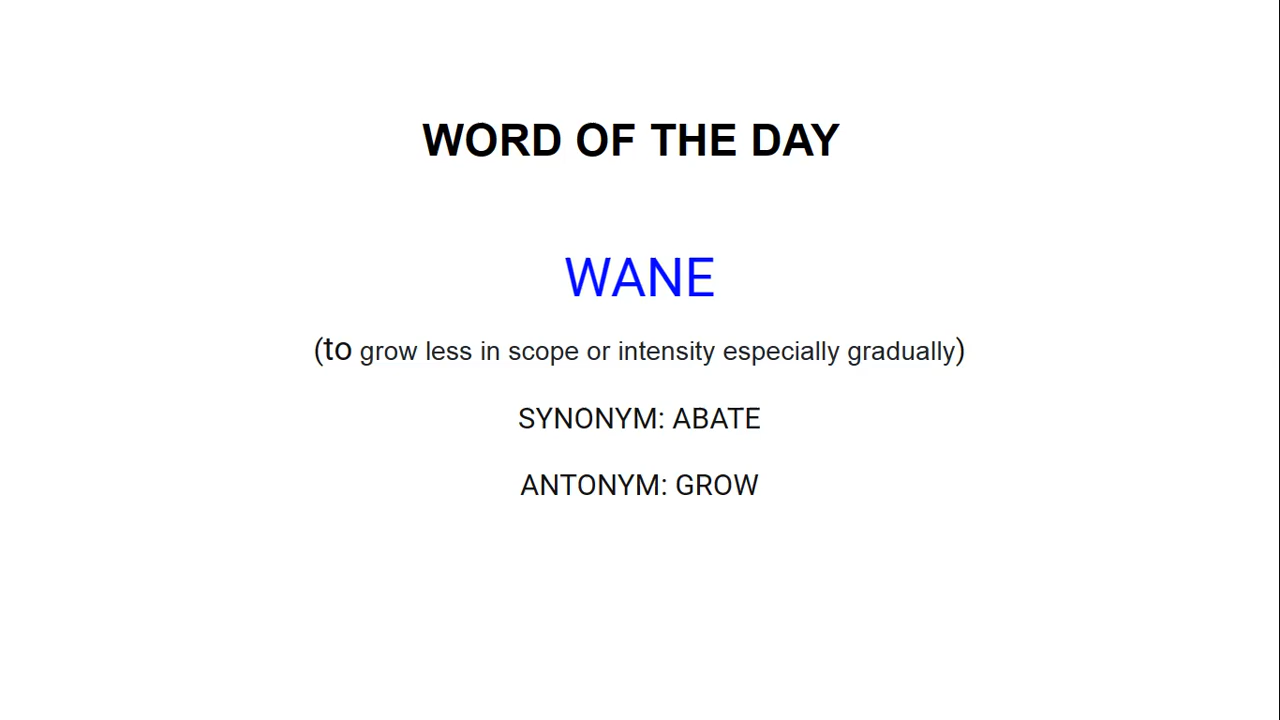 WORD OF THE DAY
WANE
(to grow less in scope or intensity especially gradually)
SYNONYM: ABATE
ANTONYM: GROW